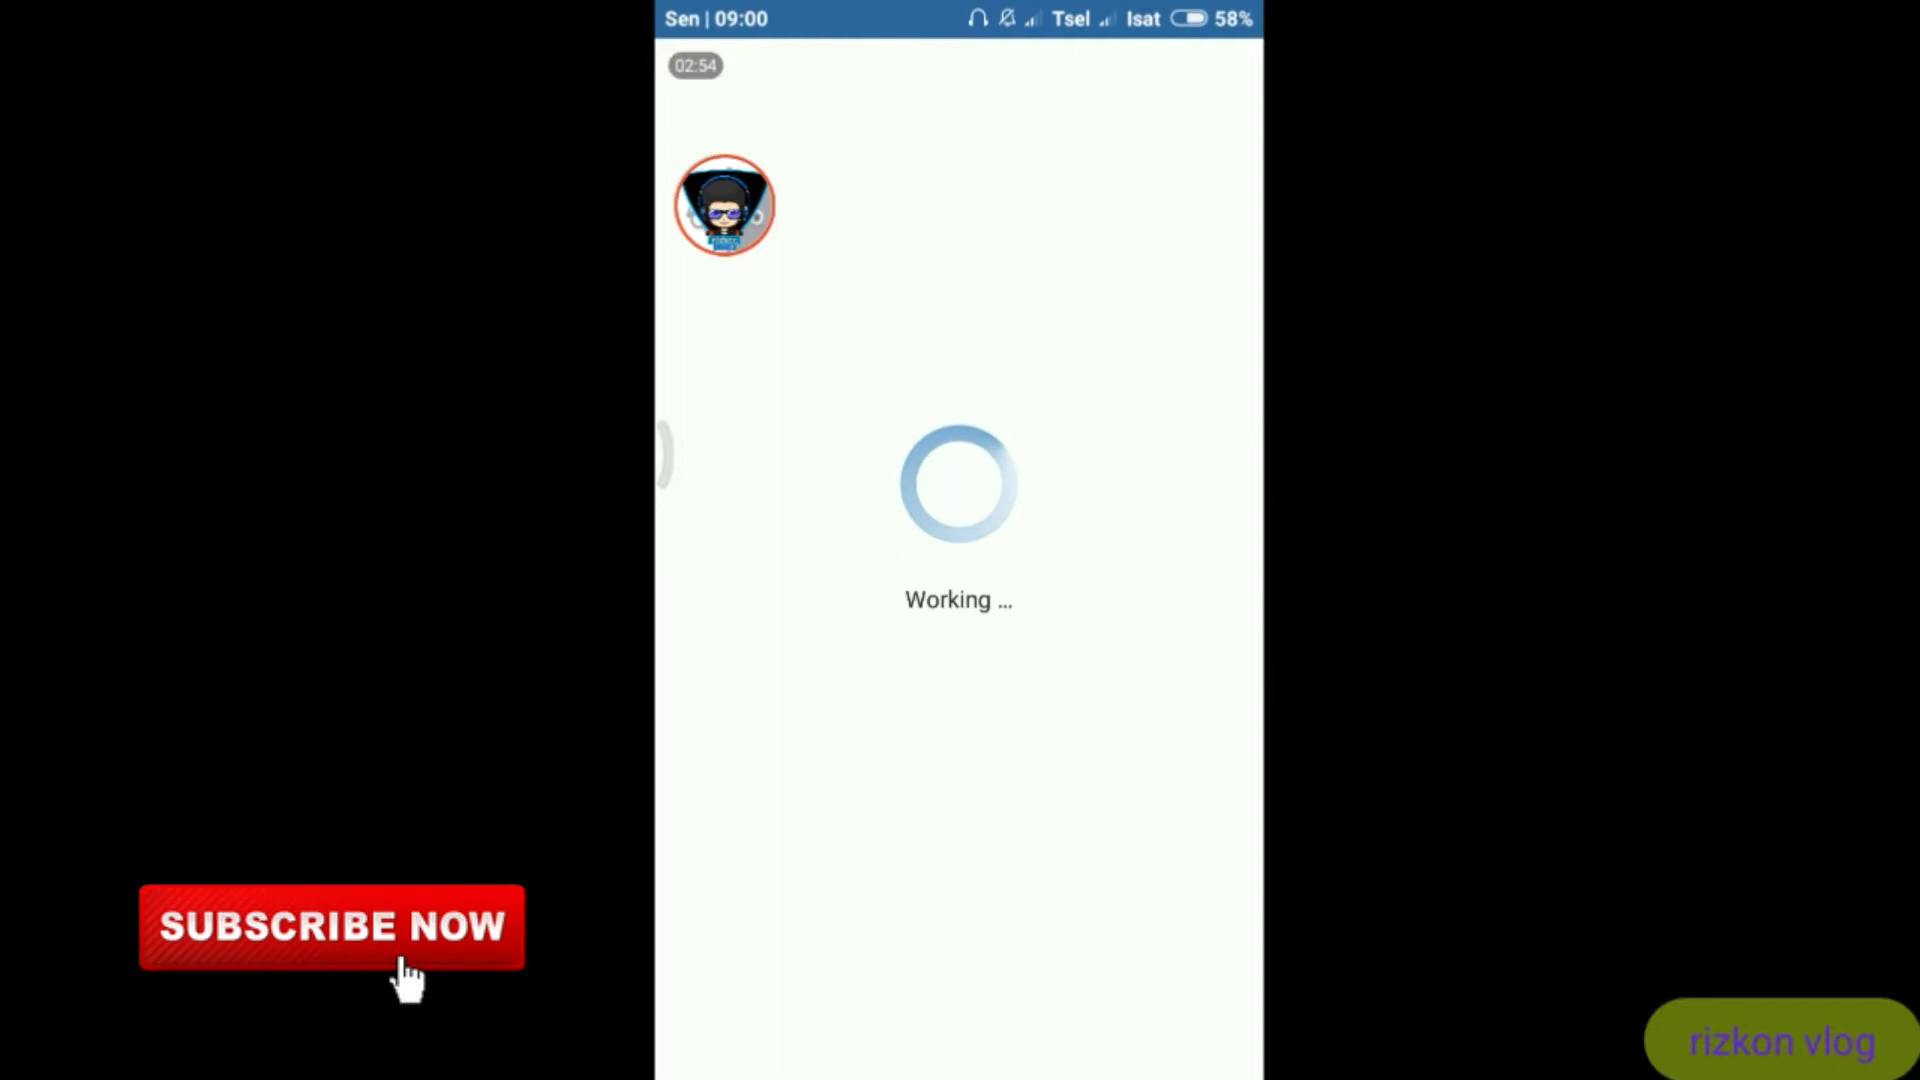 Sen | 09:00 Tsel Isat 58%
02:54
Working ...
SUBSCRIBE NOW
rizkon vlog